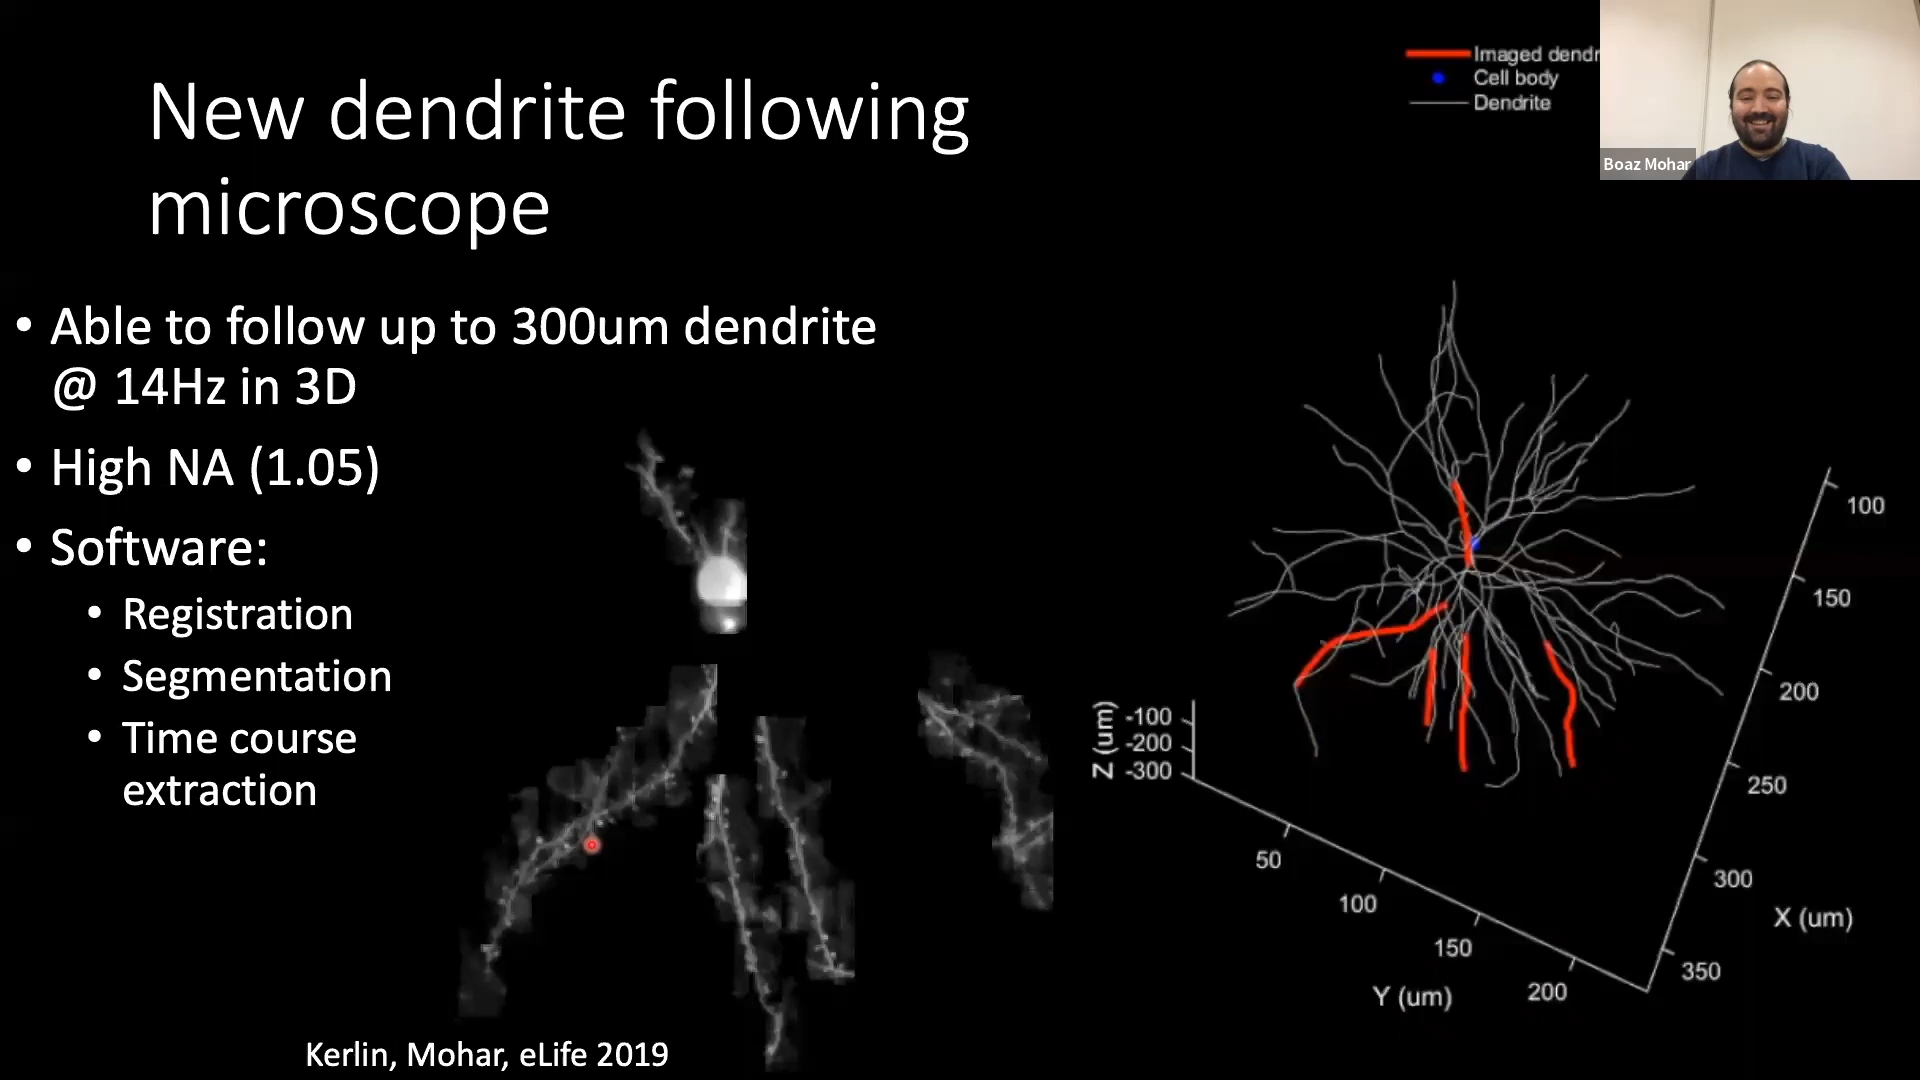 New dendrite following
microscope
• Able to follow up to 300um dendrite
@ 14Hz in 3D
• High NA (1.05)
• Software:
• Registration
• Segmentation
• Time course
extraction
Kerlin, Mohar, eLife 2019
Imaged dendr
Cell body
Dendrite
Boaz Mohar
Z (um)
-100
-200
-300
50
100
150
200
Y (um)
100
150
200
250
300
350
X (um)